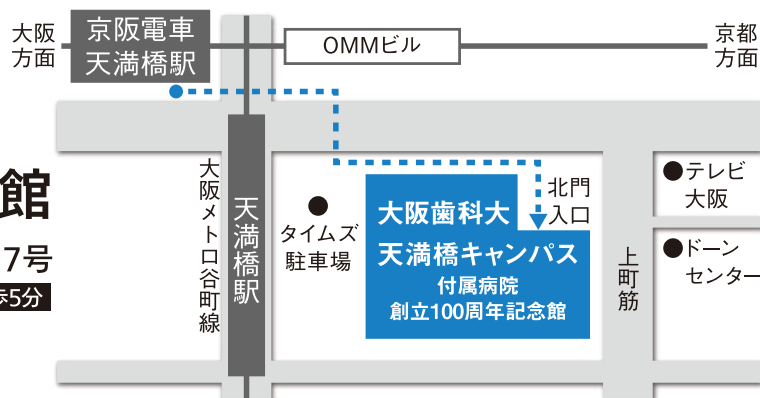 大阪
方面
京阪電車
天満橋駅
OMMビル
京都
方面
館
7号
歩5分
大阪メトロ谷町線
天満橋駅
タイムズ
駐車場
大阪歯科大
天満橋キャンパス
付属病院
創立100周年記念館
北門
入口
上町筋
テレビ
大阪
ドーン
センター